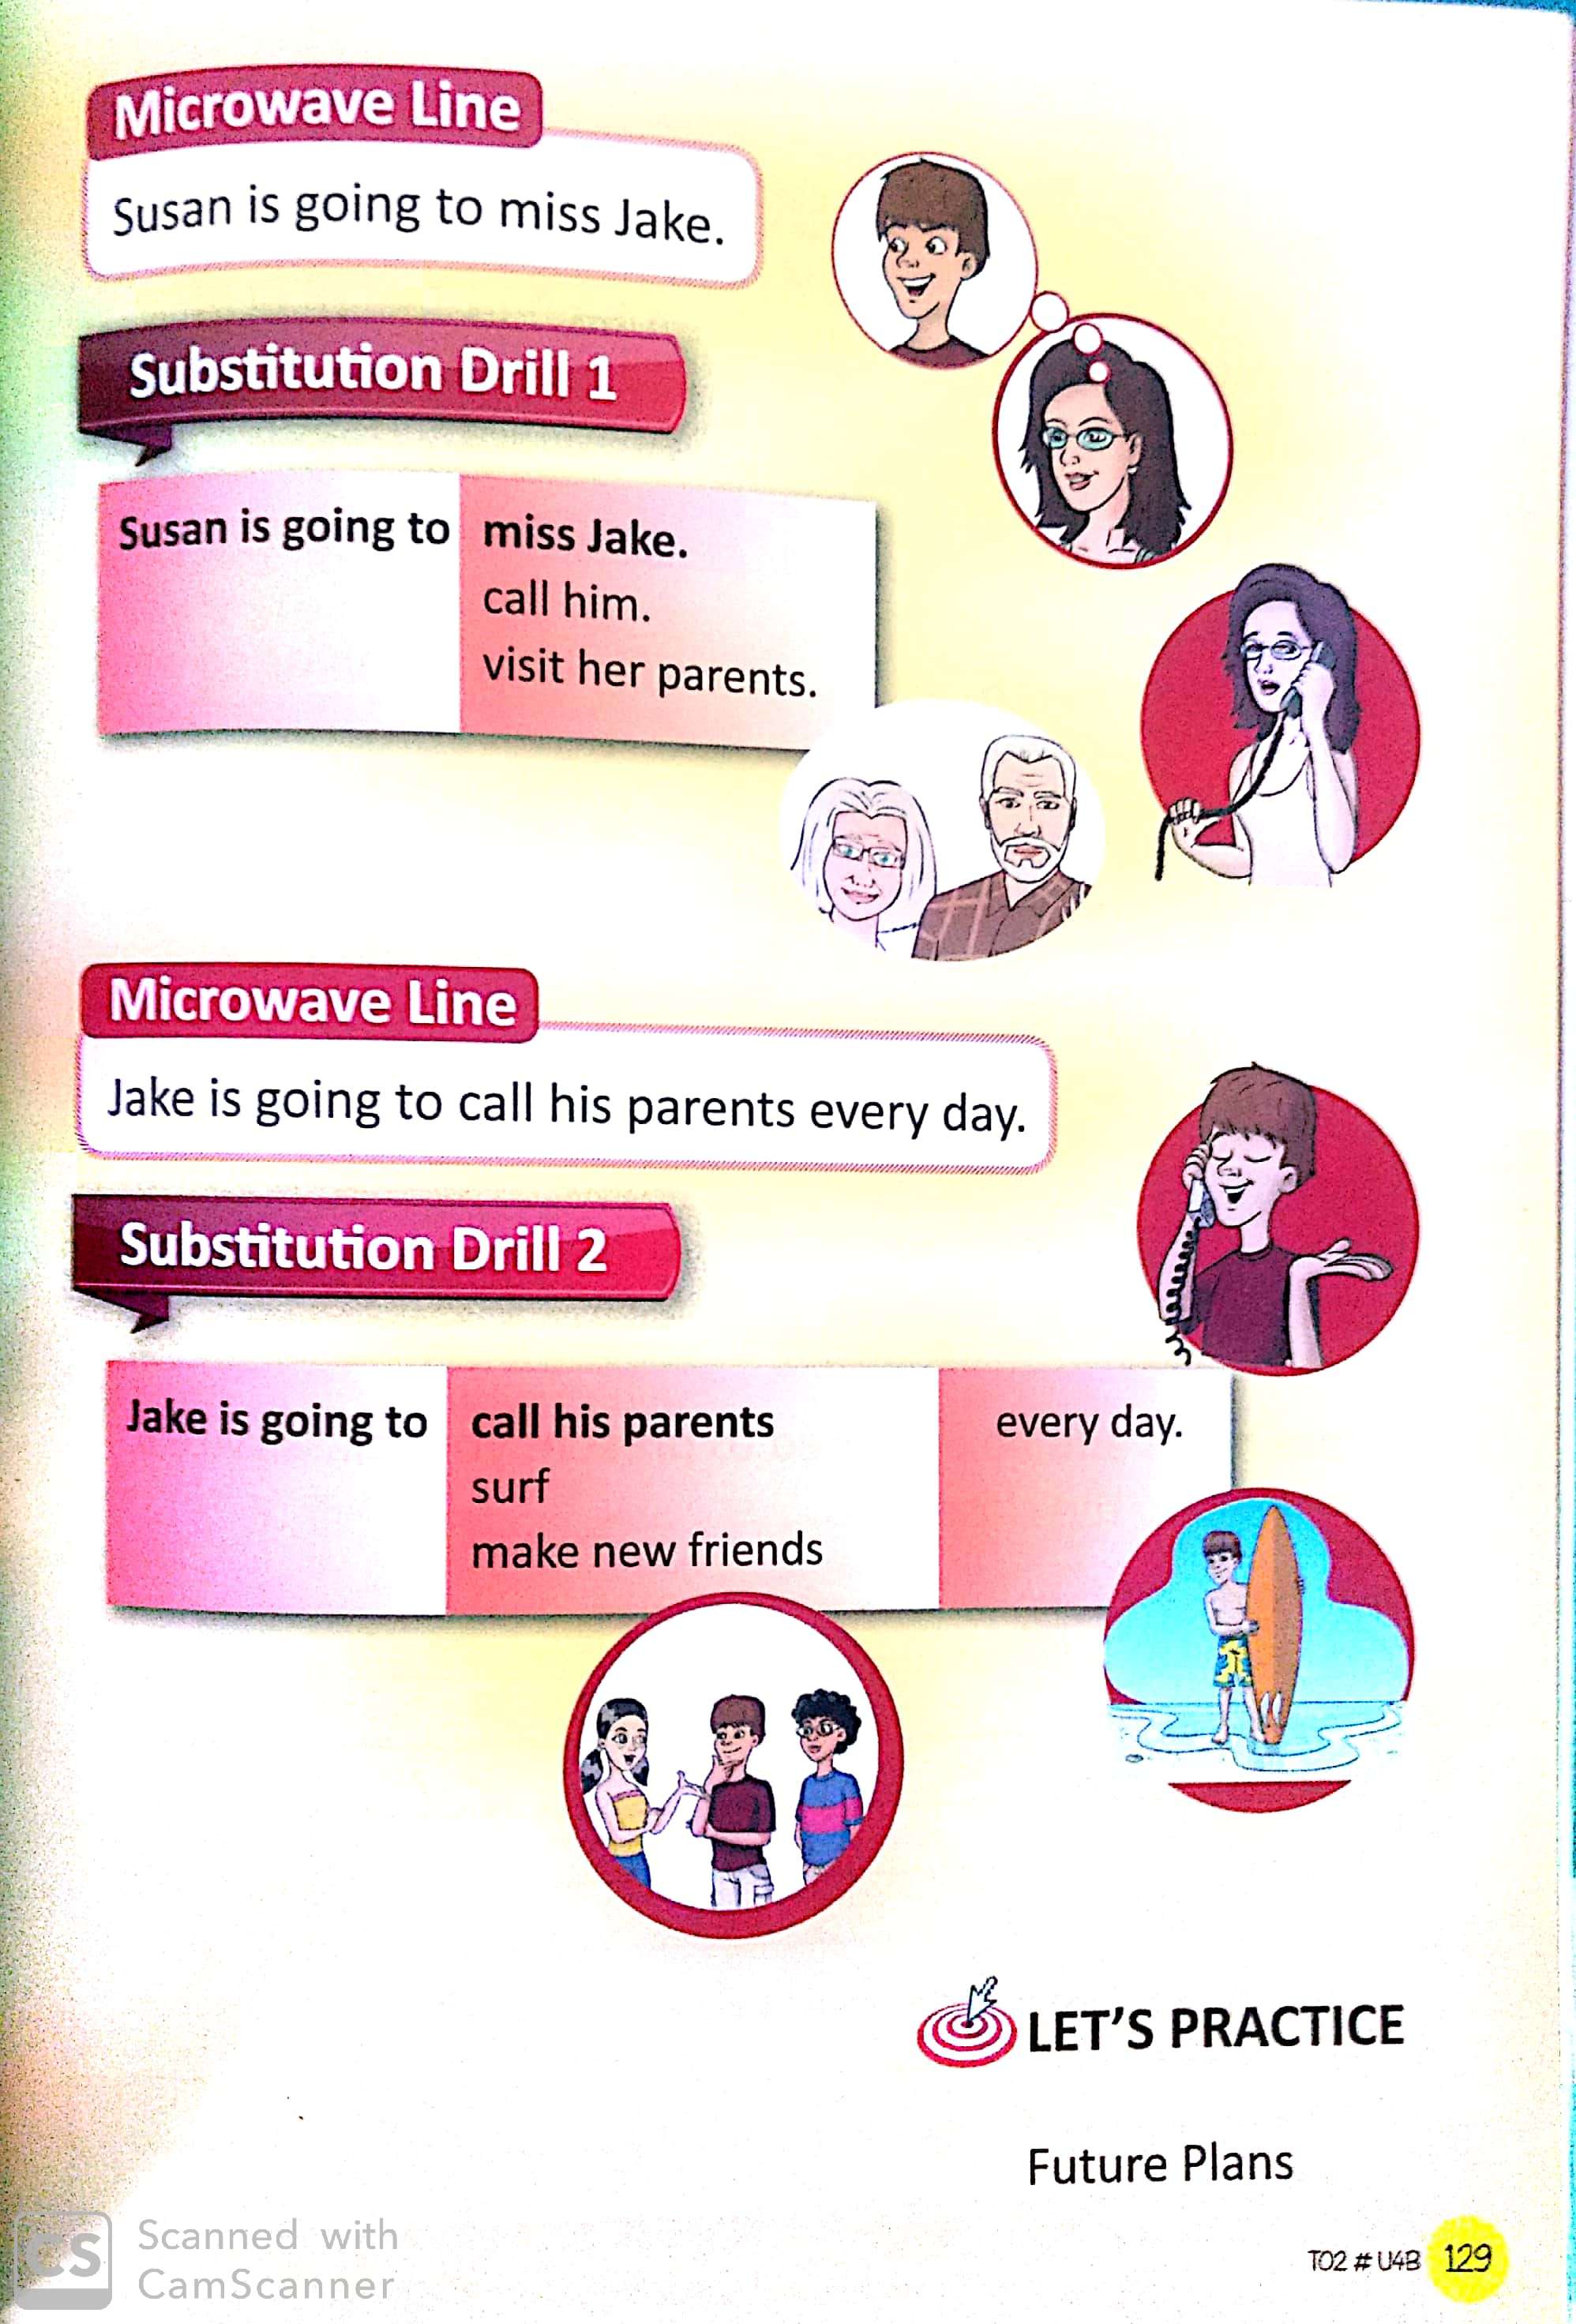 Microwave Line
Susan is going to miss Jake.
Substitution Drill 1
Susan is going to miss Jake.
call him.
visit her parents.
Microwave Line
Jake is going to call his parents every day.
Substitution Drill 2
Jake is going to call his parents every day.
surf
make new friends
LET'S PRACTICE
Future Plans
TO2 # U4B 129
CS Scanned with
CamScanner